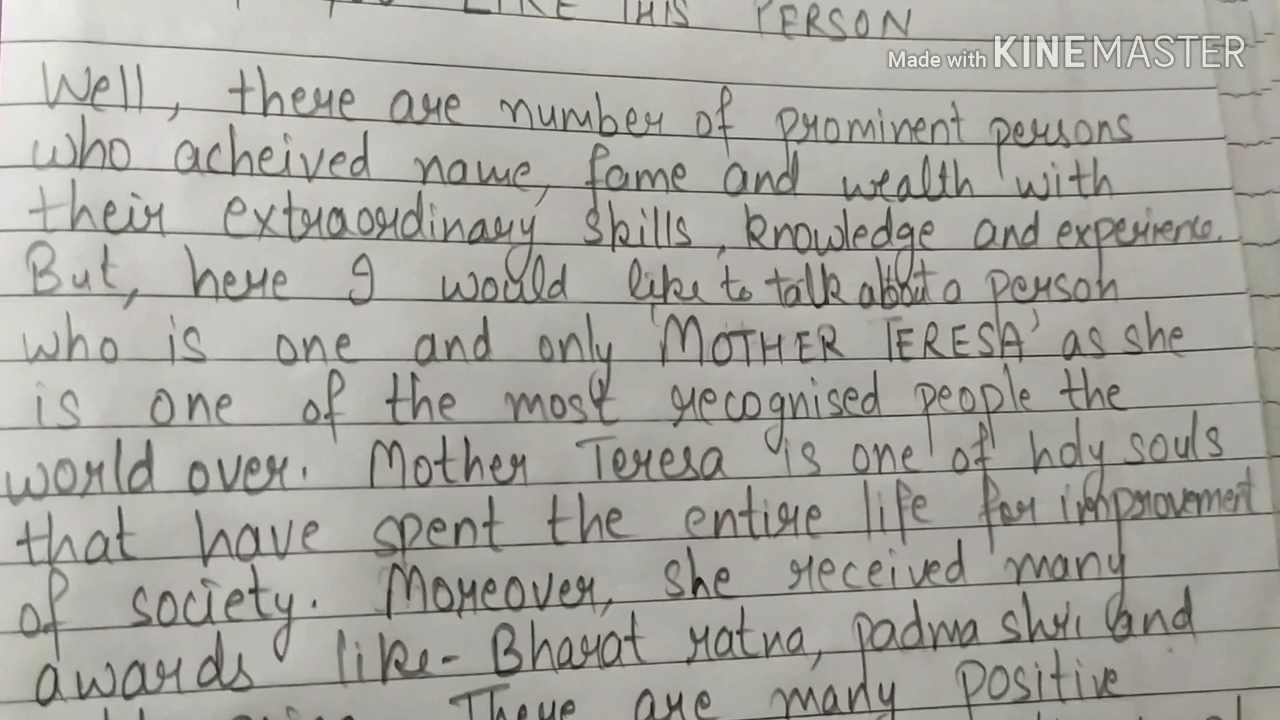 LIKE THIS PERSON
Made with KINEMASTER
Well, there are number of prominent persons
who acheived name, fame and wealth with
their extraordinary skills, knowledge and experience.
But, here I would like to talk about a person
who is one and only 'MOTHER TERESA' as she
is one of the most recognised people the
world over. Mother Teresa is one of holy souls
that have spent the entire life for improvement
of society. Moreover, she received many
awards like- Bharat ratna, padma shri and
There are many positive